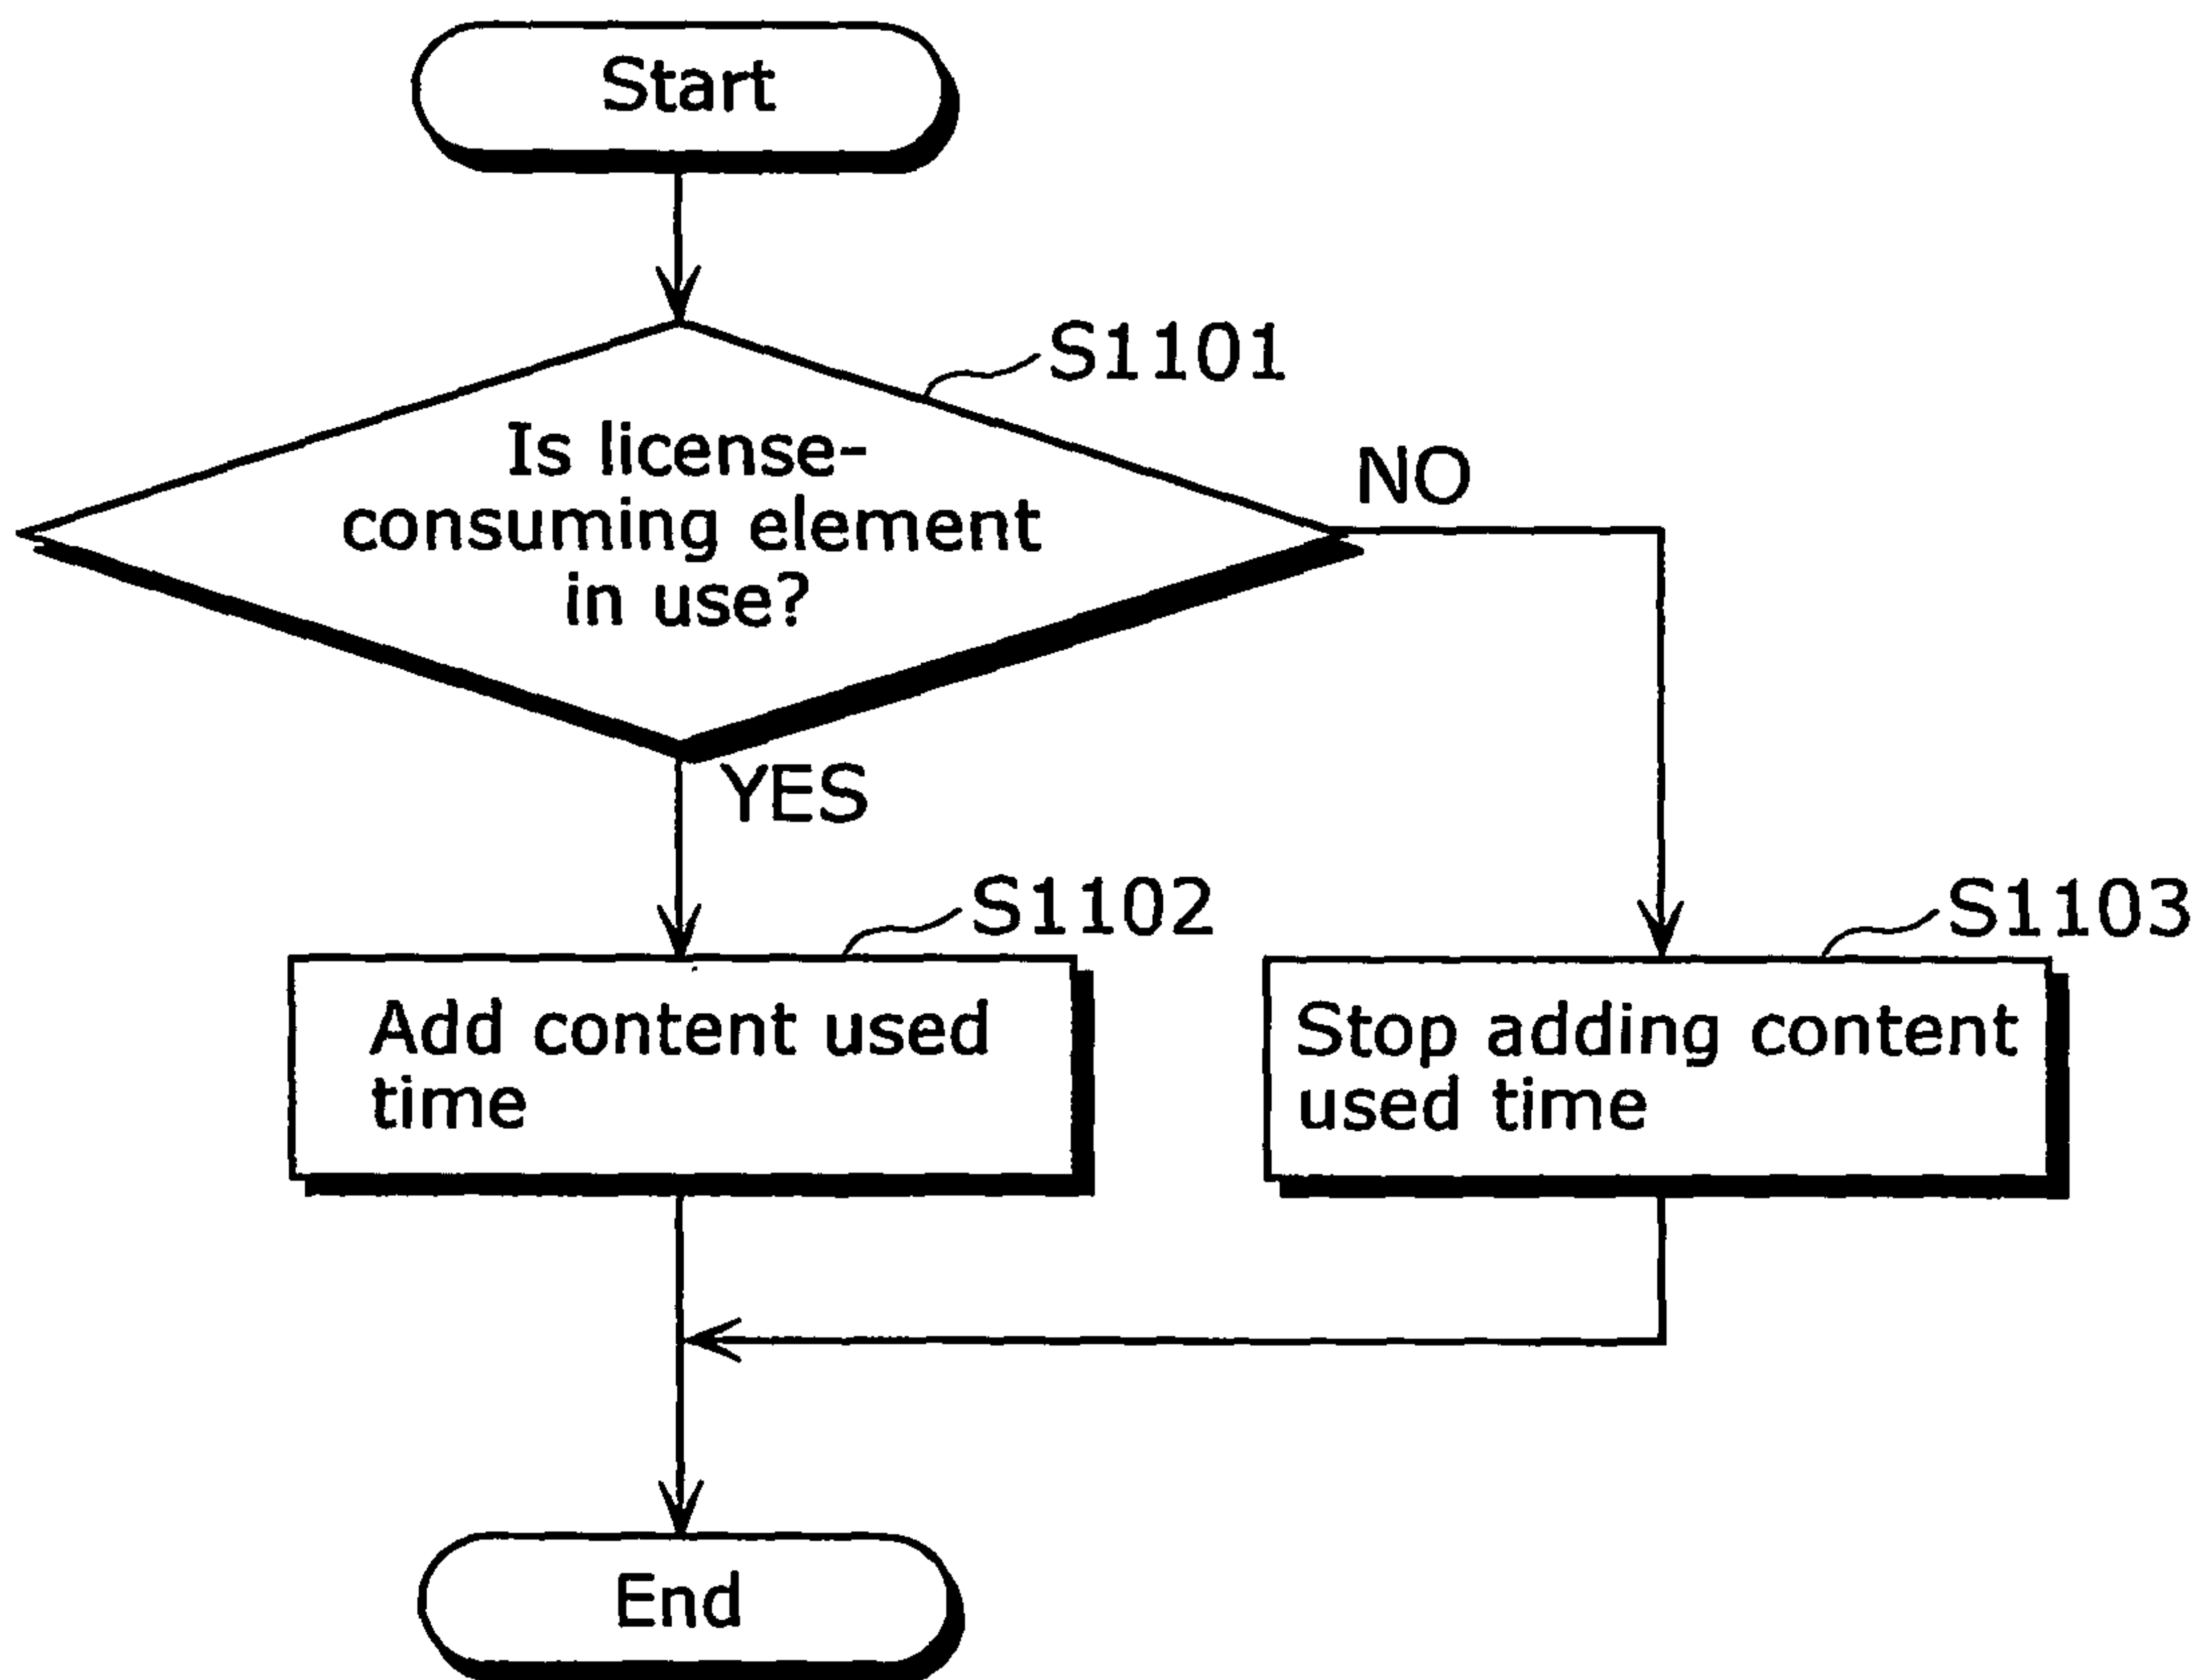 Start
S1101
Is license-
consuming element
in use?
NO
YES
S1102
S1103
Add content used
time
Stop adding content
used time
End